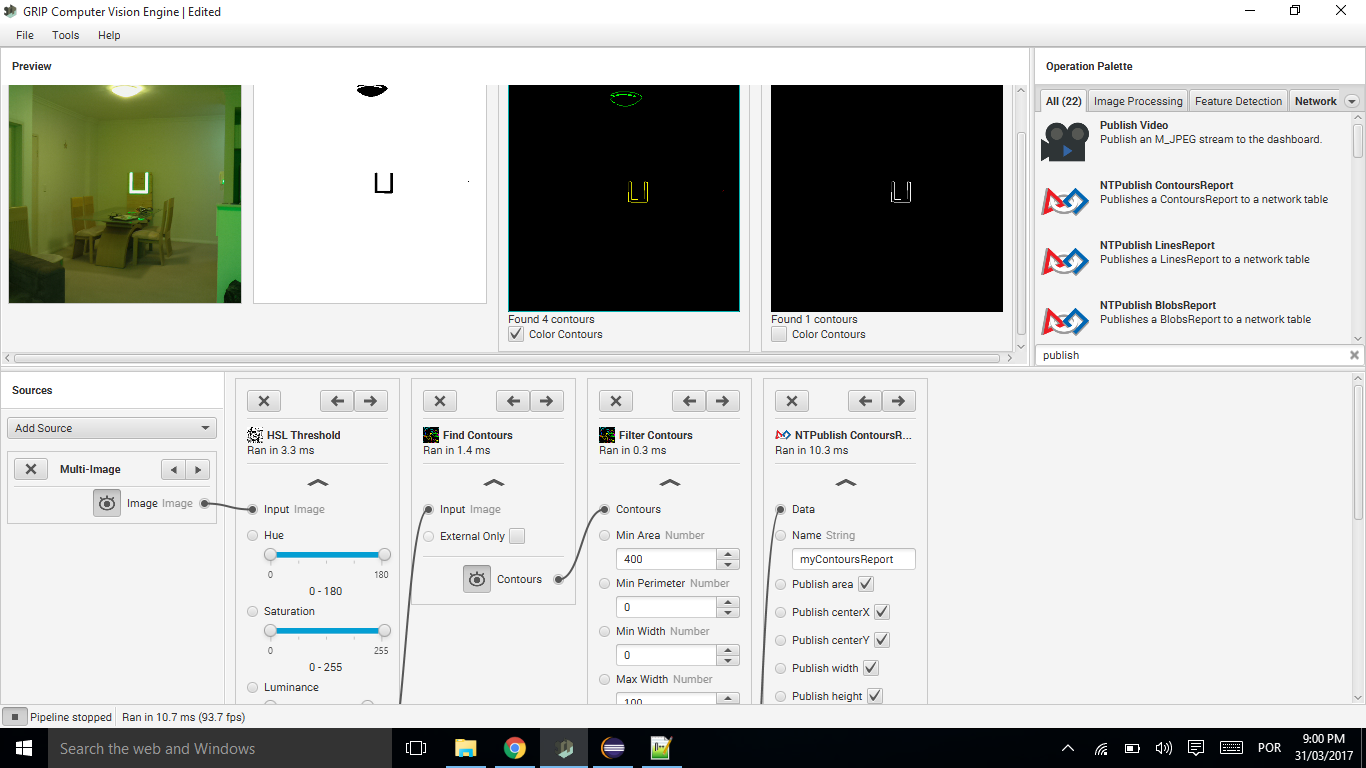 GRIP Computer Vision Engine | Edited
File Tools Help
Preview
Found 4 contours
Color Contours
Found 1 contours
Color Contours
Operation Palette
All (22) Image Processing Feature Detection Network
Publish Video
Publish an M_JPEG stream to the dashboard.
NTPublish ContoursReport
Publishes a ContoursReport to a network table
NTPublish LinesReport
Publishes a LinesReport to a network table
NTPublish BlobsReport
Publishes a BlobsReport to a network table
publish
Sources
Add Source
Multi-Image
Image Image
HSL Threshold
Ran in 3.3 ms
Input Image
Hue
0 180
0 - 180
Saturation
0 255
0 - 255
Luminance
Find Contours
Ran in 1.4 ms
Input Image
External Only
Contours
Filter Contours
Ran in 0.3 ms
Contours
Min Area Number
400
Min Perimeter Number
0
Min Width Number
0
Max Width Number
100
NTPublish ContoursR...
Ran in 10.3 ms
Data
Name String
myContoursReport
Publish area
Publish centerX
Publish centerY
Publish width
Publish height
Pipeline stopped Ran in 10.7 ms (93.7 fps)
Search the web and Windows
POR
9:00 PM
31/03/2017